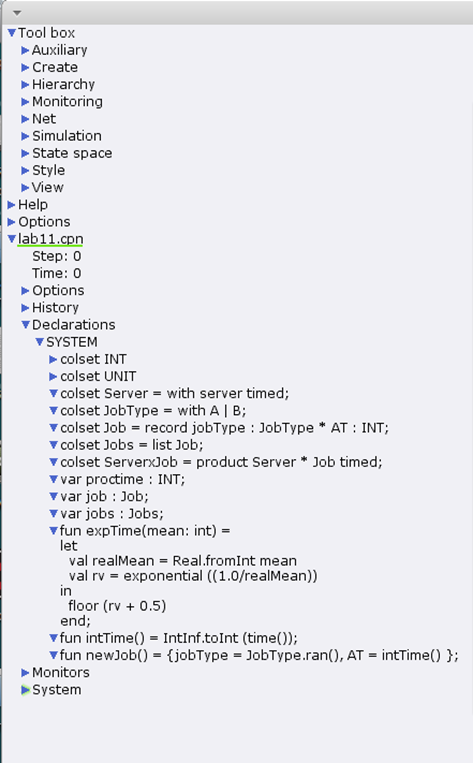 Tool box
Auxiliary
Create
Hierarchy
Monitoring
Net
Simulation
State space
Style
View
Help
Options
lab11.cpn
Step: 0
Time: 0
Options
History
Declarations
SYSTEM
colset INT
colset UNIT
colset Server = with server timed;
colset JobType = with A | B;
colset Job = record jobType : JobType * AT : INT;
colset Jobs = list Job;
colset ServerxJob = product Server * Job timed;
var proctime : INT;
var job : Job;
var jobs : Jobs;
fun expTime(mean: int) =
let
val realMean = Real.fromInt mean
val rv = exponential ((1.0/realMean))
in
floor (rv + 0.5)
end;
fun intTime() = IntInf.toInt (time());
fun newJob() = {jobType = JobType.ran(), AT = intTime() };
Monitors
System